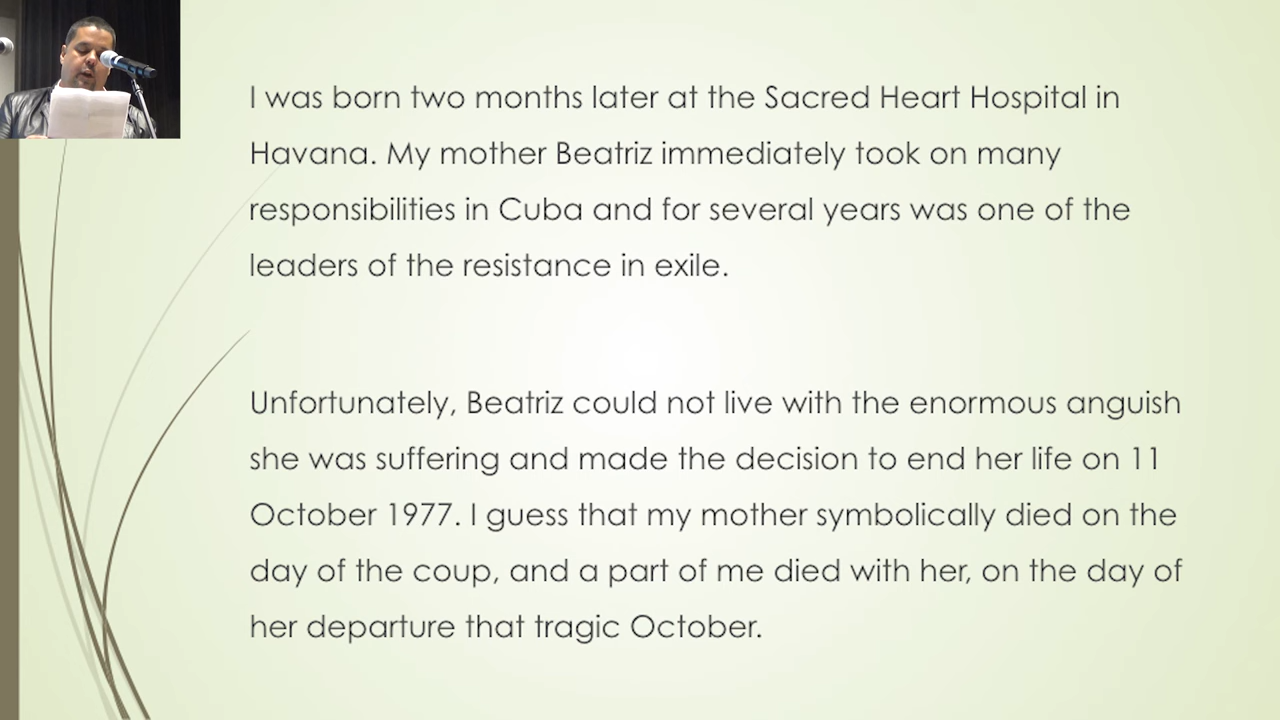 I was born two months later at the Sacred Heart Hospital in
Havana. My mother Beatriz immediately took on many
responsibilities in Cuba and for several years was one of the
leaders of the resistance in exile.
Unfortunately, Beatriz could not live with the enormous anguish
she was suffering and made the decision to end her life on 11
October 1977. I guess that my mother symbolically died on the
day of the coup, and a part of me died with her, on the day of
her departure that tragic October.